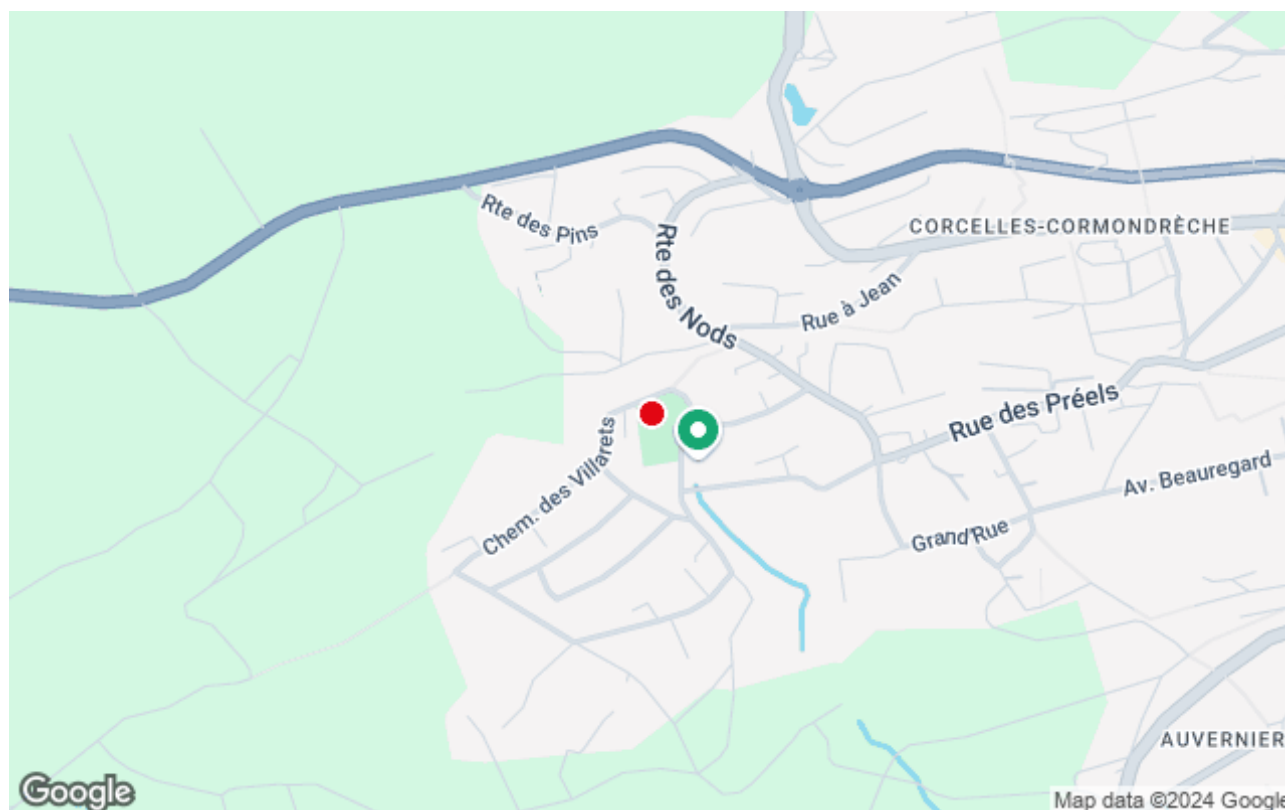 Rte des Pins
Rte des Nods
CORCELLES-CORMONDRÈCHE
Rue à Jean
Rue des Préels
Chem. des Villarets
Av. Beauregard
Grand'Rue
AUVERNIER
Google
Map data ©2024 Google